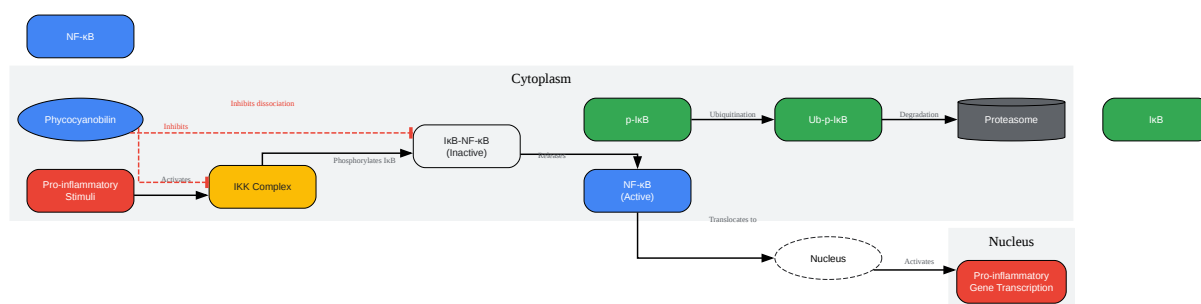 NF-κB
Cytoplasm
Inhibits dissociation
Phycocyanobilin
Inhibits
p-IκB
Ubiquitination
Ub-p-IκB
Degradation
Proteasome
IκB
IκB-NF-κB
(Inactive)
Phosphorylates IκB
Releases
Pro-inflammatory
Stimuli
Activates
IKK Complex
NF-κB
(Active)
Translocates to
Nucleus
Nucleus
Activates
Pro-inflammatory
Gene Transcription